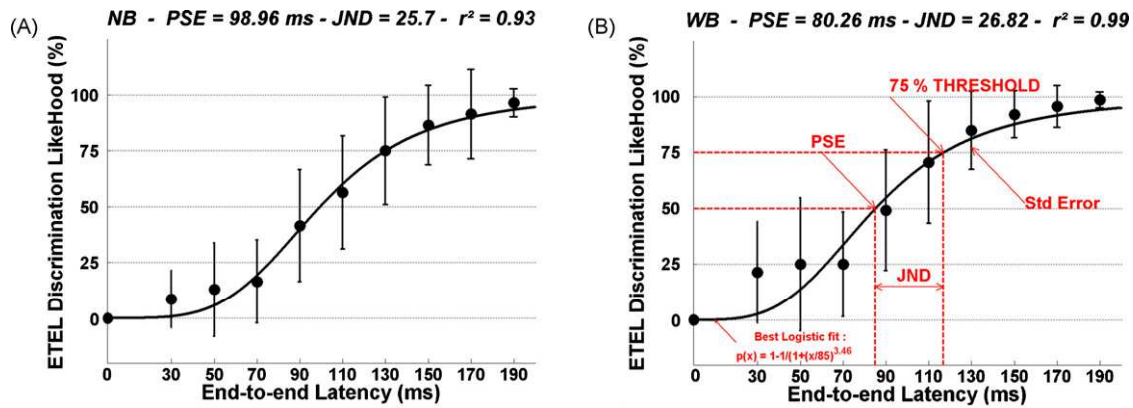 (A)
NB - PSE = 98.96 ms - JND = 25.7 - r² = 0.93
ETEL Discrimination LikeHood (%)
100
75
50
25
0
0 30 50 70 90 110 130 150 170 190
End-to-end Latency (ms)
(B)
WB - PSE = 80.26 ms - JND = 26.82 - r² = 0.99
ETEL Discrimination LikeHood (%)
100
75
50
25
0
75 % THRESHOLD
PSE
Std Error
JND
Best Logistic fit :
p(x) = 1-1/(1+(x/85)^3.46
0 30 50 70 90 110 130 150 170 190
End-to-end Latency (ms)